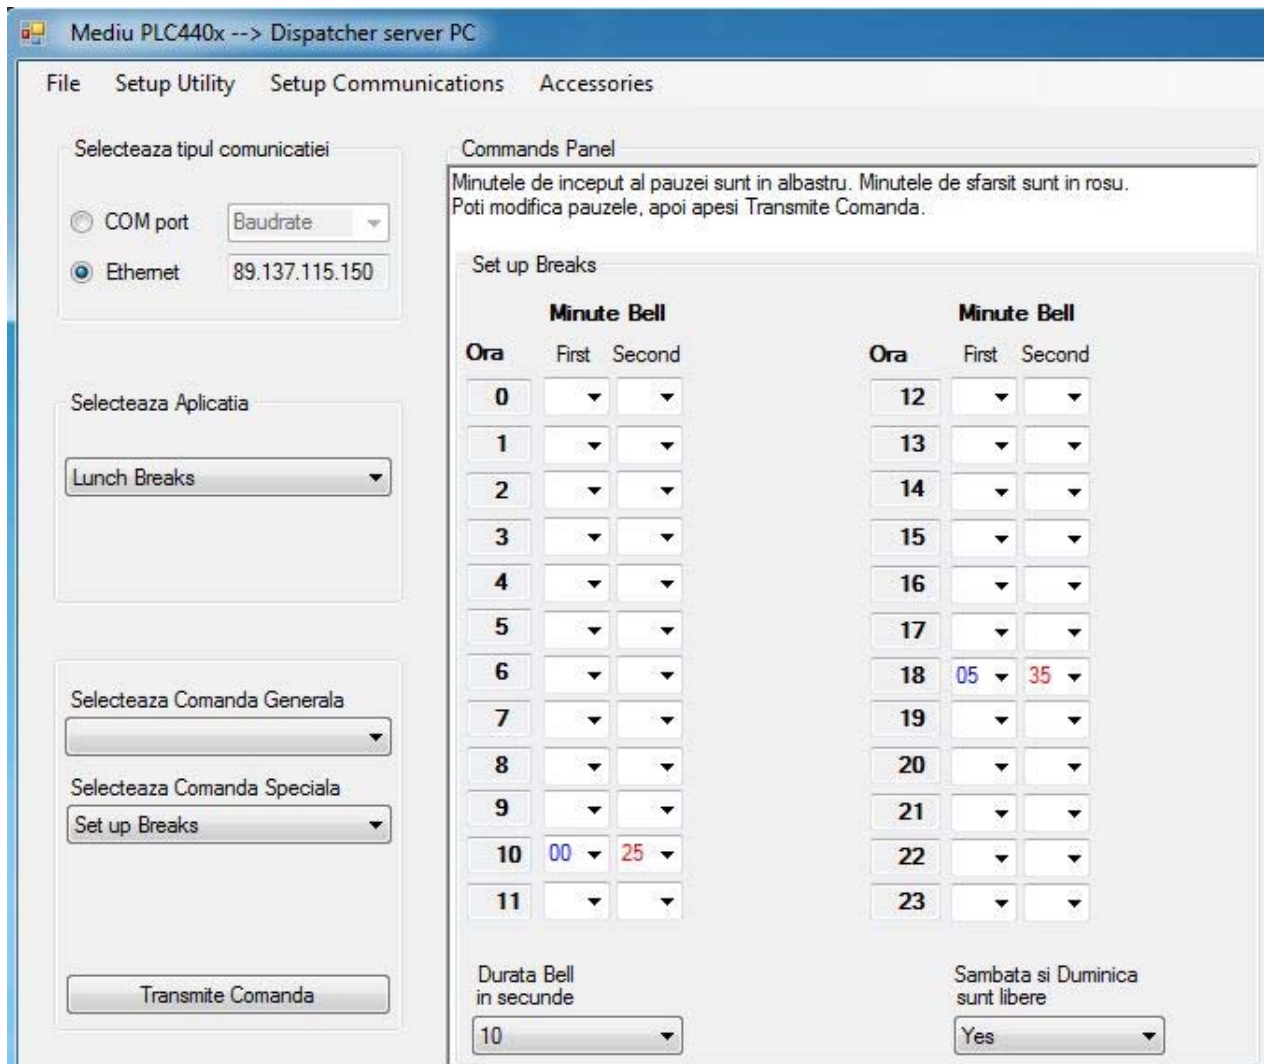 Mediu PLC440x --> Dispatcher server PC
File Setup Utility Setup Communications Accessories
Selecteaza tipul comunicatiei
COM port Baudrate
Ethernet 89.137.115.150
Selecteaza Aplicatia
Lunch Breaks
Selecteaza Comanda Generala
Selecteaza Comanda Speciala
Set up Breaks
Transmite Comanda
Commands Panel
Minutele de inceput al pauzei sunt in albastru. Minutele de sfarsit sunt in rosu.
Poti modifica pauzele, apoi apesi Transmite Comanda.
Set up Breaks
Minute Bell
Ora First Second
0
1
2
3
4
5
6
7
8
9
10 00 25
11
Minute Bell
Ora First Second
12
13
14
15
16
17
18 05 35
19
20
21
22
23
Durata Bell
in secunde
10
Sambata si Duminica
sunt libere
Yes